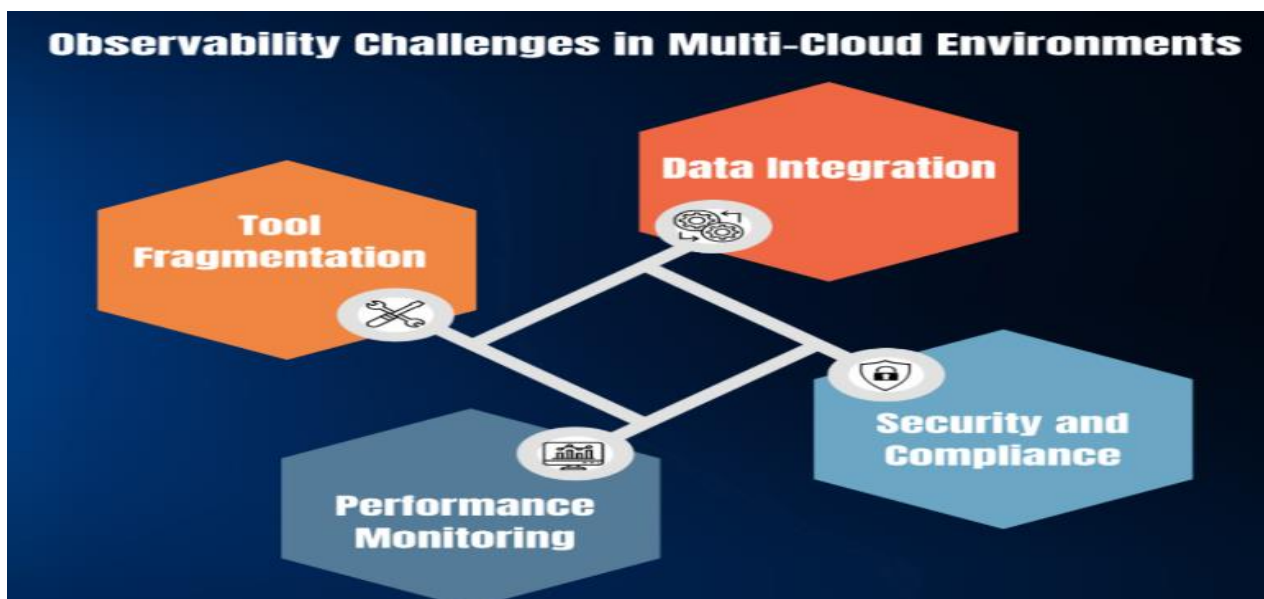 Observability Challenges in Multi-Cloud Environments
Data Integration
Tool
Fragmentation
Security and
Compliance
Performance
Monitoring